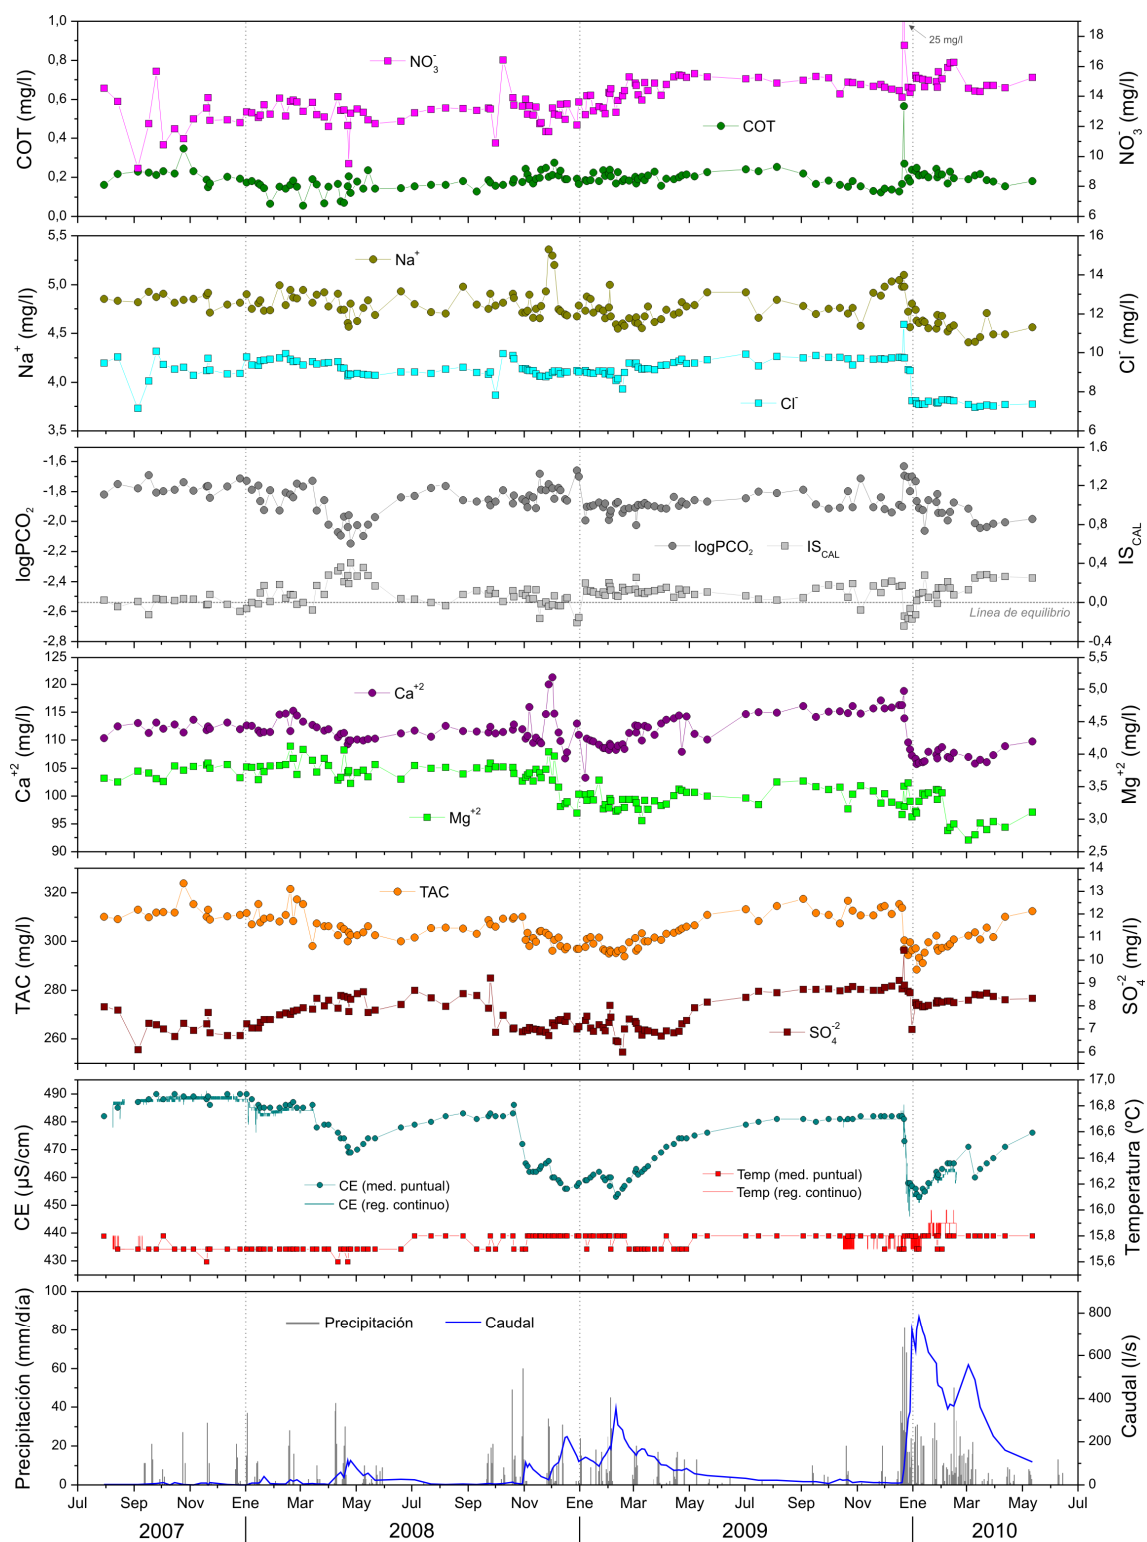 1,0
0,8
0,6
0,4
0,2
0,0
COT (mg/l)
NO₃⁻
COT
25 mg/l
18
16
14
12
10
8
6
NO₃⁻ (mg/l)
5,5
5,0
4,5
4,0
3,5
Na⁺ (mg/l)
Na⁺
Cl⁻
16
14
12
10
8
6
Cl⁻ (mg/l)
-1,6
-1,8
-2,0
-2,2
-2,4
-2,6
-2,8
logPCO₂
logPCO₂
IS_CAL
Línea de equilibrio
1,6
1,2
0,8
0,4
0,0
-0,4
IS_CAL
125
120
115
110
105
100
95
90
Ca⁺² (mg/l)
Ca⁺²
Mg⁺²
5,5
5,0
4,5
4,0
3,5
3,0
2,5
Mg⁺² (mg/l)
320
300
280
260
TAC (mg/l)
TAC
SO₄⁻²
14
13
12
11
10
9
8
7
6
SO₄⁻² (mg/l)
490
480
470
460
450
440
430
CE (µS/cm)
CE (med. puntual)
CE (reg. continuo)
Temp (med. puntual)
Temp (reg. continuo)
17,0
16,8
16,6
16,4
16,3
16,2
16,0
15,8
15,6
Temperatura (ºC)
100
80
60
40
20
0
Precipitación (mm/día)
Precipitación
Caudal
800
600
400
200
0
Caudal (l/s)
Jul Sep Nov Ene Mar May Jul Sep Nov Ene Mar May Jul Sep Nov Ene Mar May Jul
2007 2008 2009 2010